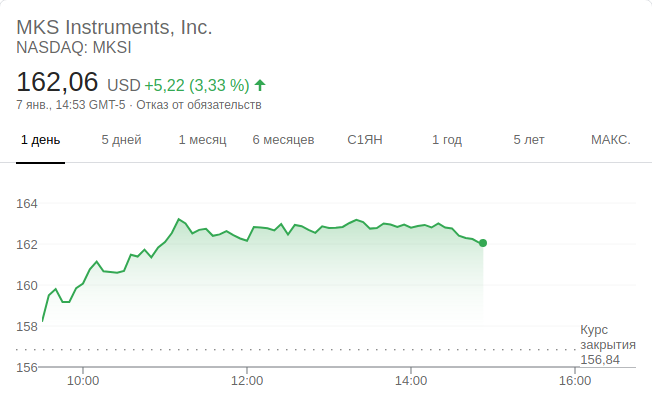 MKS Instruments, Inc.
NASDAQ: MKSI
162,06 USD +5,22 (3,33 %)
7 янв., 14:53 GMT-5 · Отказ от обязательств
1 день 5 дней 1 месяц 6 месяцев С1ЯН 1 год 5 лет МАКС.
164
162
160
158
Курс
закрытия
156,84
156
10:00 12:00 14:00 16:00